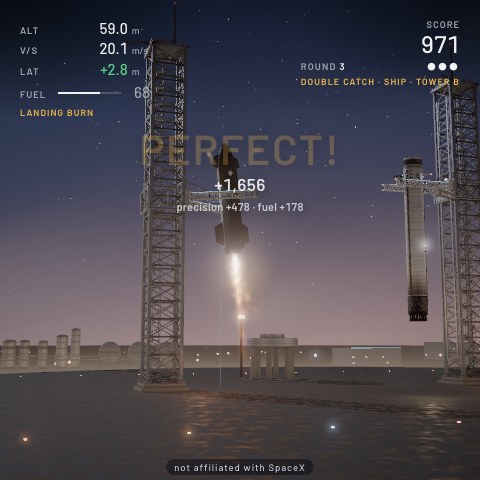 ALT 59.0 m
V/S 20.1 m/s
LAT +2.8 m
FUEL 68
LANDING BURN
SCORE
971
ROUND 3
DOUBLE CATCH · SHIP · TOWER B
PERFECT!
+1,656
precision +478 · fuel +178
not affiliated with SpaceX